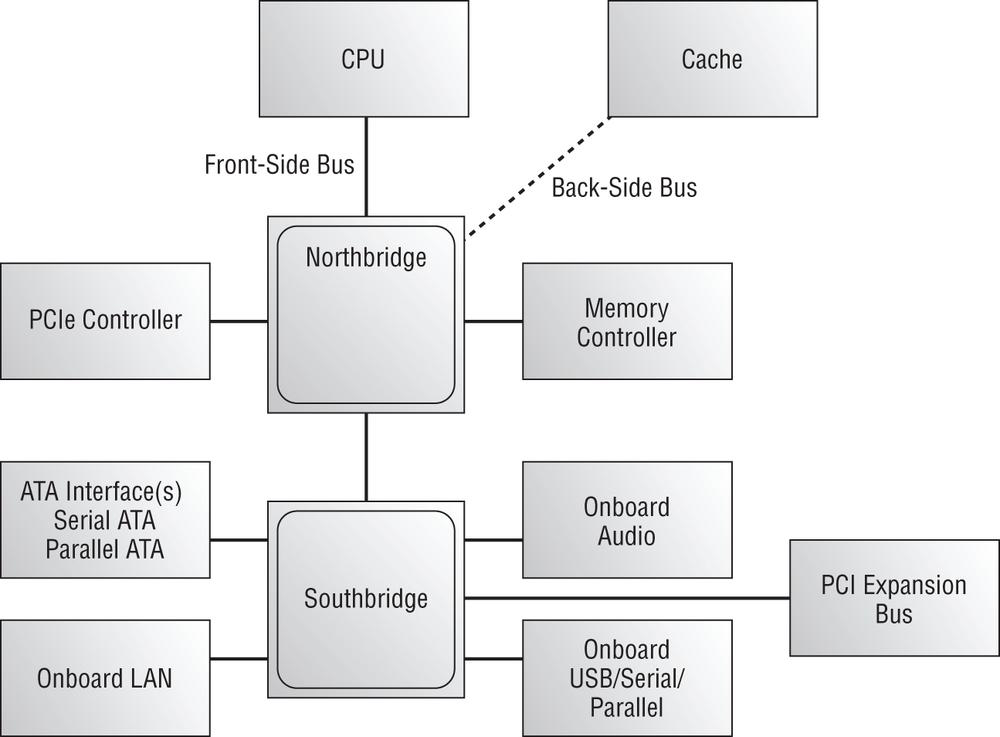 CPU
Cache
Front-Side Bus
Back-Side Bus
Northbridge
PCIe Controller
Memory
Controller
ATA Interface(s)
Serial ATA
Parallel ATA
Onboard
Audio
Southbridge
PCI Expansion
Bus
Onboard LAN
Onboard
USB/Serial/
Parallel